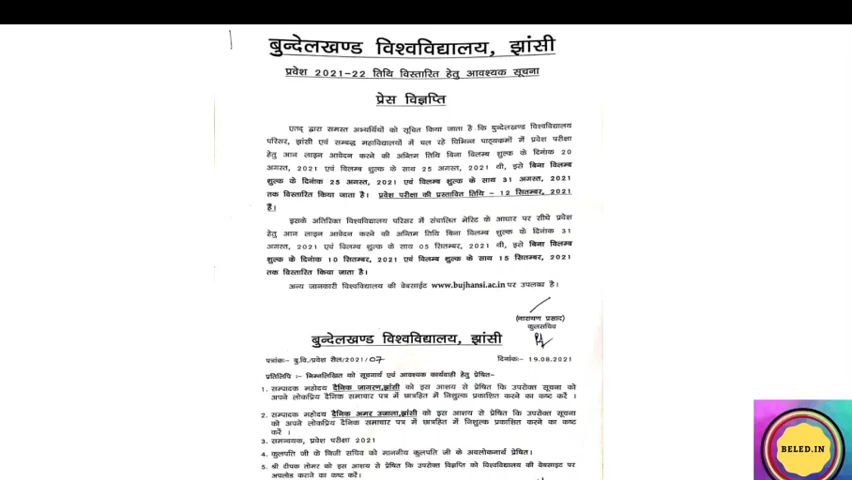 बुन्देलखण्ड विश्वविद्यालय, झांसी
प्रवेश 2021-22 तिथि विस्तारित हेतु आवश्यक सूचना
प्रेस विज्ञप्ति
एतद् द्वारा समस्त अभ्यर्थियों को सूचित किया जाता है कि बुन्देलखण्ड विश्वविद्यालय
परिसर, झांसी एवं सम्बद्ध महाविद्यालयों में चल रहे विभिन्न पाठ्यक्रमों में प्रवेश परीक्षा
हेतु आन लाइन आवेदन करने की अन्तिम तिथि बिना विलम्ब शुल्क के दिनांक 20
अगस्त, 2021 एवं विलम्ब शुल्क के साथ 25 अगस्त, 2021 थी, इसे बिना विलम्ब
शुल्क के दिनांक 25 अगस्त, 2021 एवं विलम्ब शुल्क के साथ 31 अगस्त, 2021
तक विस्तारित किया जाता है। प्रवेश परीक्षा की प्रस्तावित तिथि - 12 सितम्बर, 2021
है।
इसके अतिरिक्त विश्वविद्यालय परिसर में संचालित मेरिट के आधार पर सीधे प्रवेश
हेतु आन लाइन आवेदन करने की अन्तिम तिथि बिना विलम्ब शुल्क के दिनांक 31
अगस्त, 2021 एवं विलम्ब शुल्क के साथ 05 सितम्बर, 2021 थी, इसे बिना विलम्ब
शुल्क के दिनांक 10 सितम्बर, 2021 एवं विलम्ब शुल्क के साथ 15 सितम्बर, 2021
तक विस्तारित किया जाता है।
अन्य जानकारी विश्वविद्यालय की वेबसाईट www.bujhansi.ac.in पर उपलब्ध है।
(नारायण प्रसाद)
कुलसचिव
बुन्देलखण्ड विश्वविद्यालय, झांसी
पत्रांकः- बु.वि./प्रवेश सैल/2021/07 दिनांकः- 19.08.2021
प्रतिलिपि :- निम्नलिखित को सूचनार्थ एवं आवश्यक कार्यवाही हेतु प्रेषित-
1. सम्पादक महोदय दैनिक जागरण,झांसी को इस आशय से प्रेषित कि उपरोक्त सूचना को
अपने लोकप्रिय दैनिक समाचार पत्र में छात्रहित में निशुल्क प्रकाशित करने का कष्ट करें ।
2. सम्पादक महोदय दैनिक अमर उजाला,झांसी को इस आशय से प्रेषित कि उपरोक्त सूचना
को अपने लोकप्रिय दैनिक समाचार पत्र में छात्रहित में निशुल्क प्रकाशित करने का कष्ट
करें ।
3. समन्वयक, प्रवेश परीक्षा 2021
4. कुलपति जी के निजी सचिव को माननीय कुलपति जी के अवलोकनार्थ प्रेषित।
5. श्री दीपक तोमर को इस आशय से प्रेषित कि उपरोक्त विज्ञप्ति को विश्वविद्यालय की वेबसाइट पर
अपलोड कराने का कष्ट करें।
BELED.IN